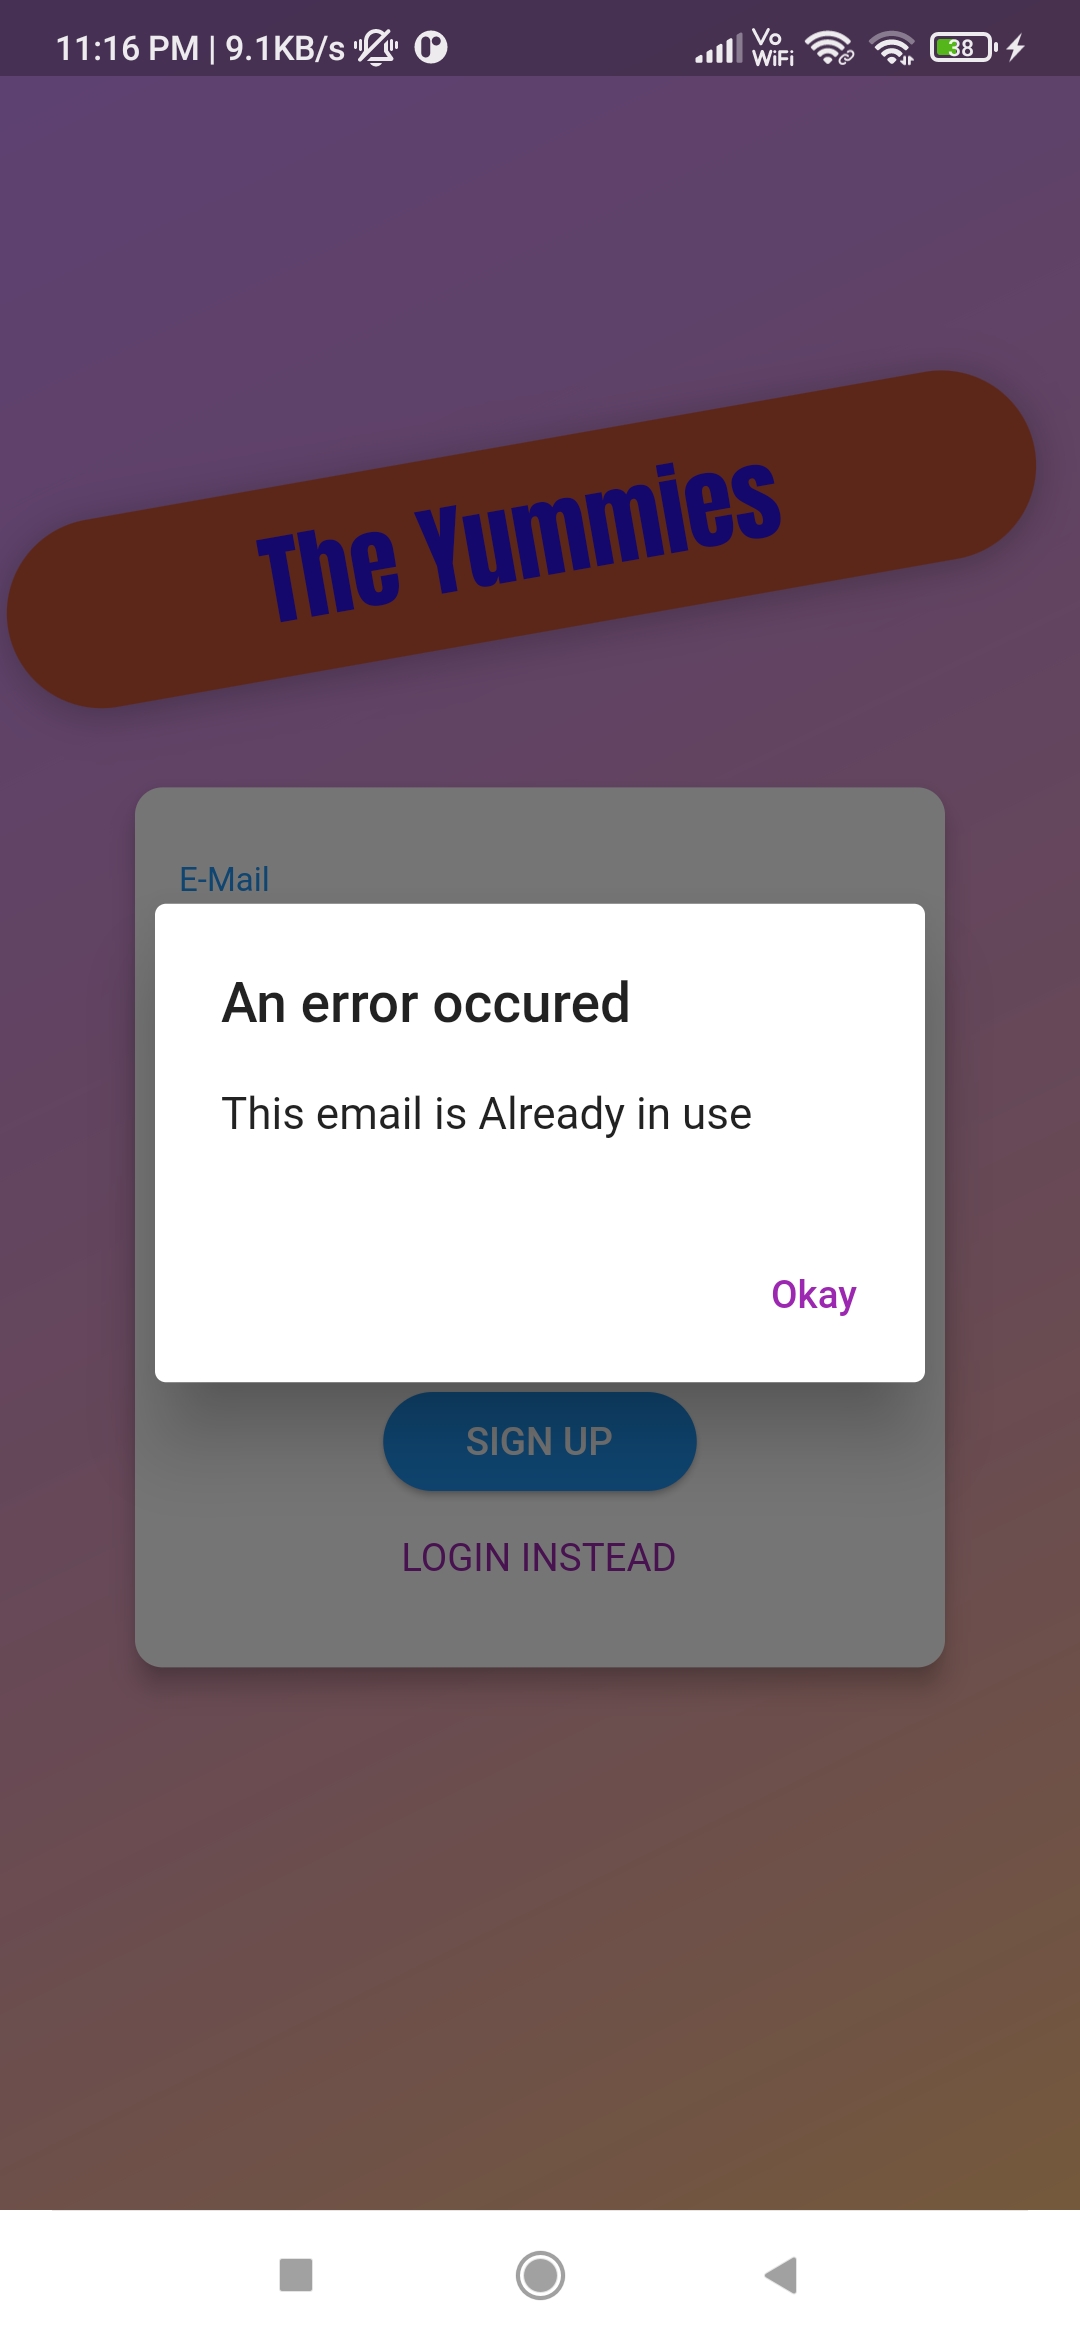 11:16 PM | 9.1KB/s Vo WiFi 38
The Yummies
E-Mail
An error occured
This email is Already in use
Okay
SIGN UP
LOGIN INSTEAD